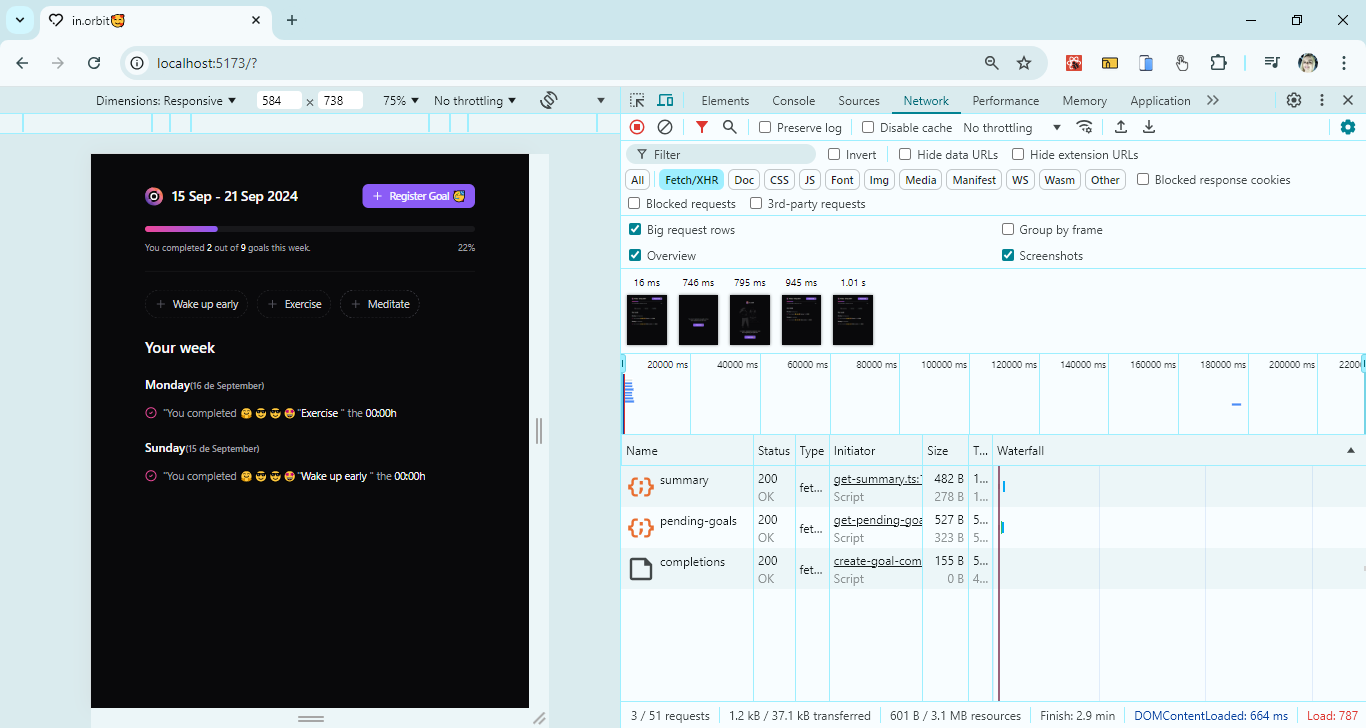 in.orbit🥰
localhost:5173/?
Dimensions: Responsive 584 × 738 75% No throttling
15 Sep - 21 Sep 2024
Register Goal
You completed 2 out of 9 goals this week. 22%
Wake up early Exercise Meditate
Your week
Monday(16 de September)
"You completed 🤗😎😎🤩"Exercise " the 00:00h
Sunday(15 de September)
"You completed 🤗😎😎🤩"Wake up early " the 00:00h
Elements Console Sources Network Performance Memory Application
Preserve log Disable cache No throttling
Filter Invert Hide data URLs Hide extension URLs
All Fetch/XHR Doc CSS JS Font Img Media Manifest WS Wasm Other Blocked response cookies
Blocked requests 3rd-party requests
Big request rows Group by frame
Overview Screenshots
16 ms 746 ms 795 ms 945 ms 1.01 s
20000 ms 40000 ms 60000 ms 80000 ms 100000 ms 120000 ms 140000 ms 160000 ms 180000 ms 200000 ms 2200
Name Status Type Initiator Size T... Waterfall
summary 200 fet... get-summary.ts: 482 B 1...
OK Script 278 B 1...
pending-goals 200 fet... get-pending-goa 527 B 5...
OK Script 323 B 5...
completions 200 fet... create-goal-com 155 B 5...
OK Script 0 B 4...
3 / 51 requests 1.2 kB / 37.1 kB transferred 601 B / 3.1 MB resources Finish: 2.9 min DOMContentLoaded: 664 ms Load: 787